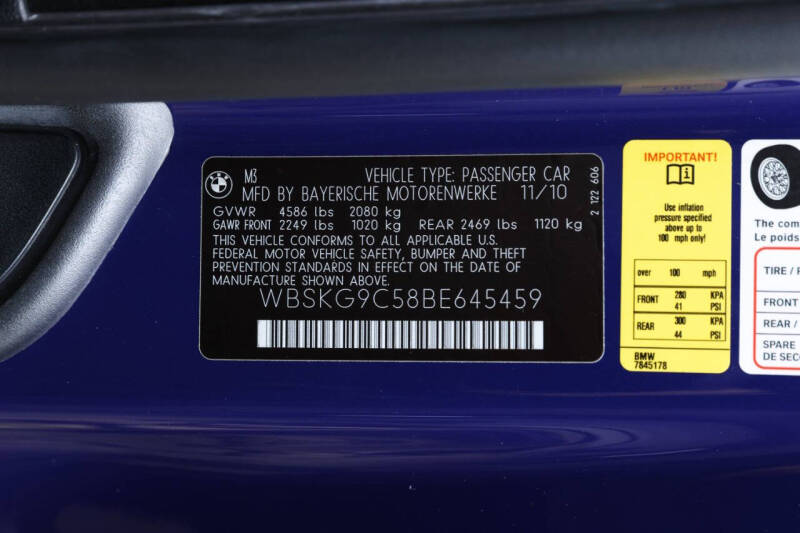 M3 VEHICLE TYPE: PASSENGER CAR
MFD BY BAYERISCHE MOTORENWERKE 11/10
GVWR 4586 lbs 2080 kg
GAWR FRONT 2249 lbs 1020 kg REAR 2469 lbs 1120 kg
THIS VEHICLE CONFORMS TO ALL APPLICABLE U.S.
FEDERAL MOTOR VEHICLE SAFETY, BUMPER AND THEFT
PREVENTION STANDARDS IN EFFECT ON THE DATE OF
MANUFACTURE SHOWN ABOVE.
WBSKG9C58BE645459
2 122 606
IMPORTANT!
Use inflation
pressure specified
above up to
100 mph only!
over 100 mph
FRONT 280 KPA
41 PSI
REAR 300 KPA
44 PSI
BMW
7845178
The com
Le poids
TIRE / 
FRONT
REAR /
SPARE
DE SEC